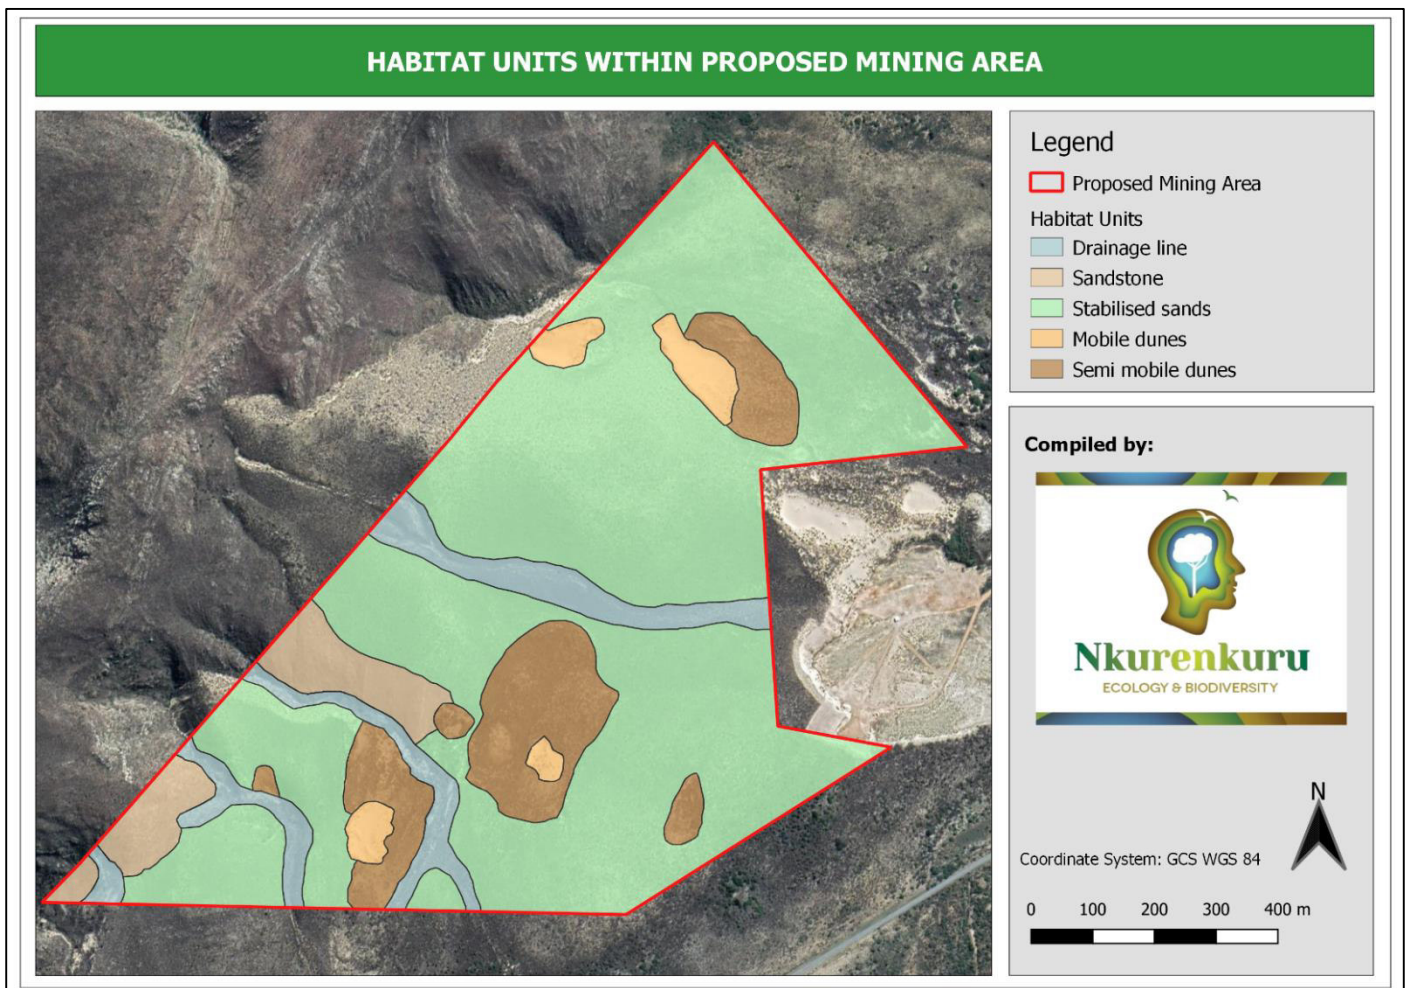 HABITAT UNITS WITHIN PROPOSED MINING AREA
Legend
Proposed Mining Area
Habitat Units
Drainage line
Sandstone
Stabilised sands
Mobile dunes
Semi mobile dunes
Compiled by:
Nkurenkuru
ECOLOGY & BIODIVERSITY
N
Coordinate System: GCS WGS 84
0 100 200 300 400 m